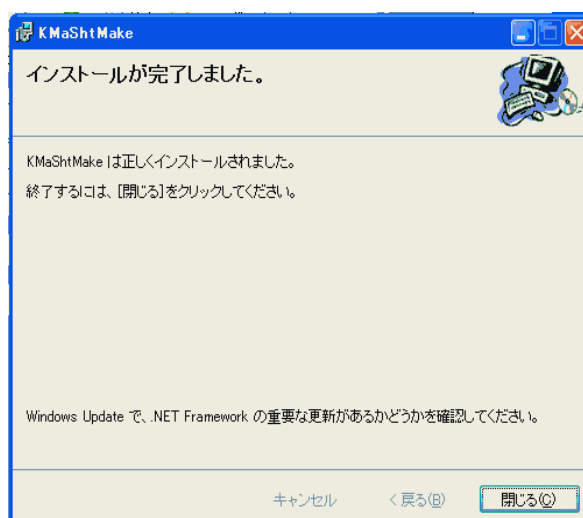 KMaShtMake
インストールが完了しました。
KMaShtMake は正しくインストールされました。
終了するには、[閉じる]をクリックしてください。
Windows Update で、.NET Framework の重要な更新があるかどうかを確認してください。
キャンセル < 戻る(B) 閉じる(C)